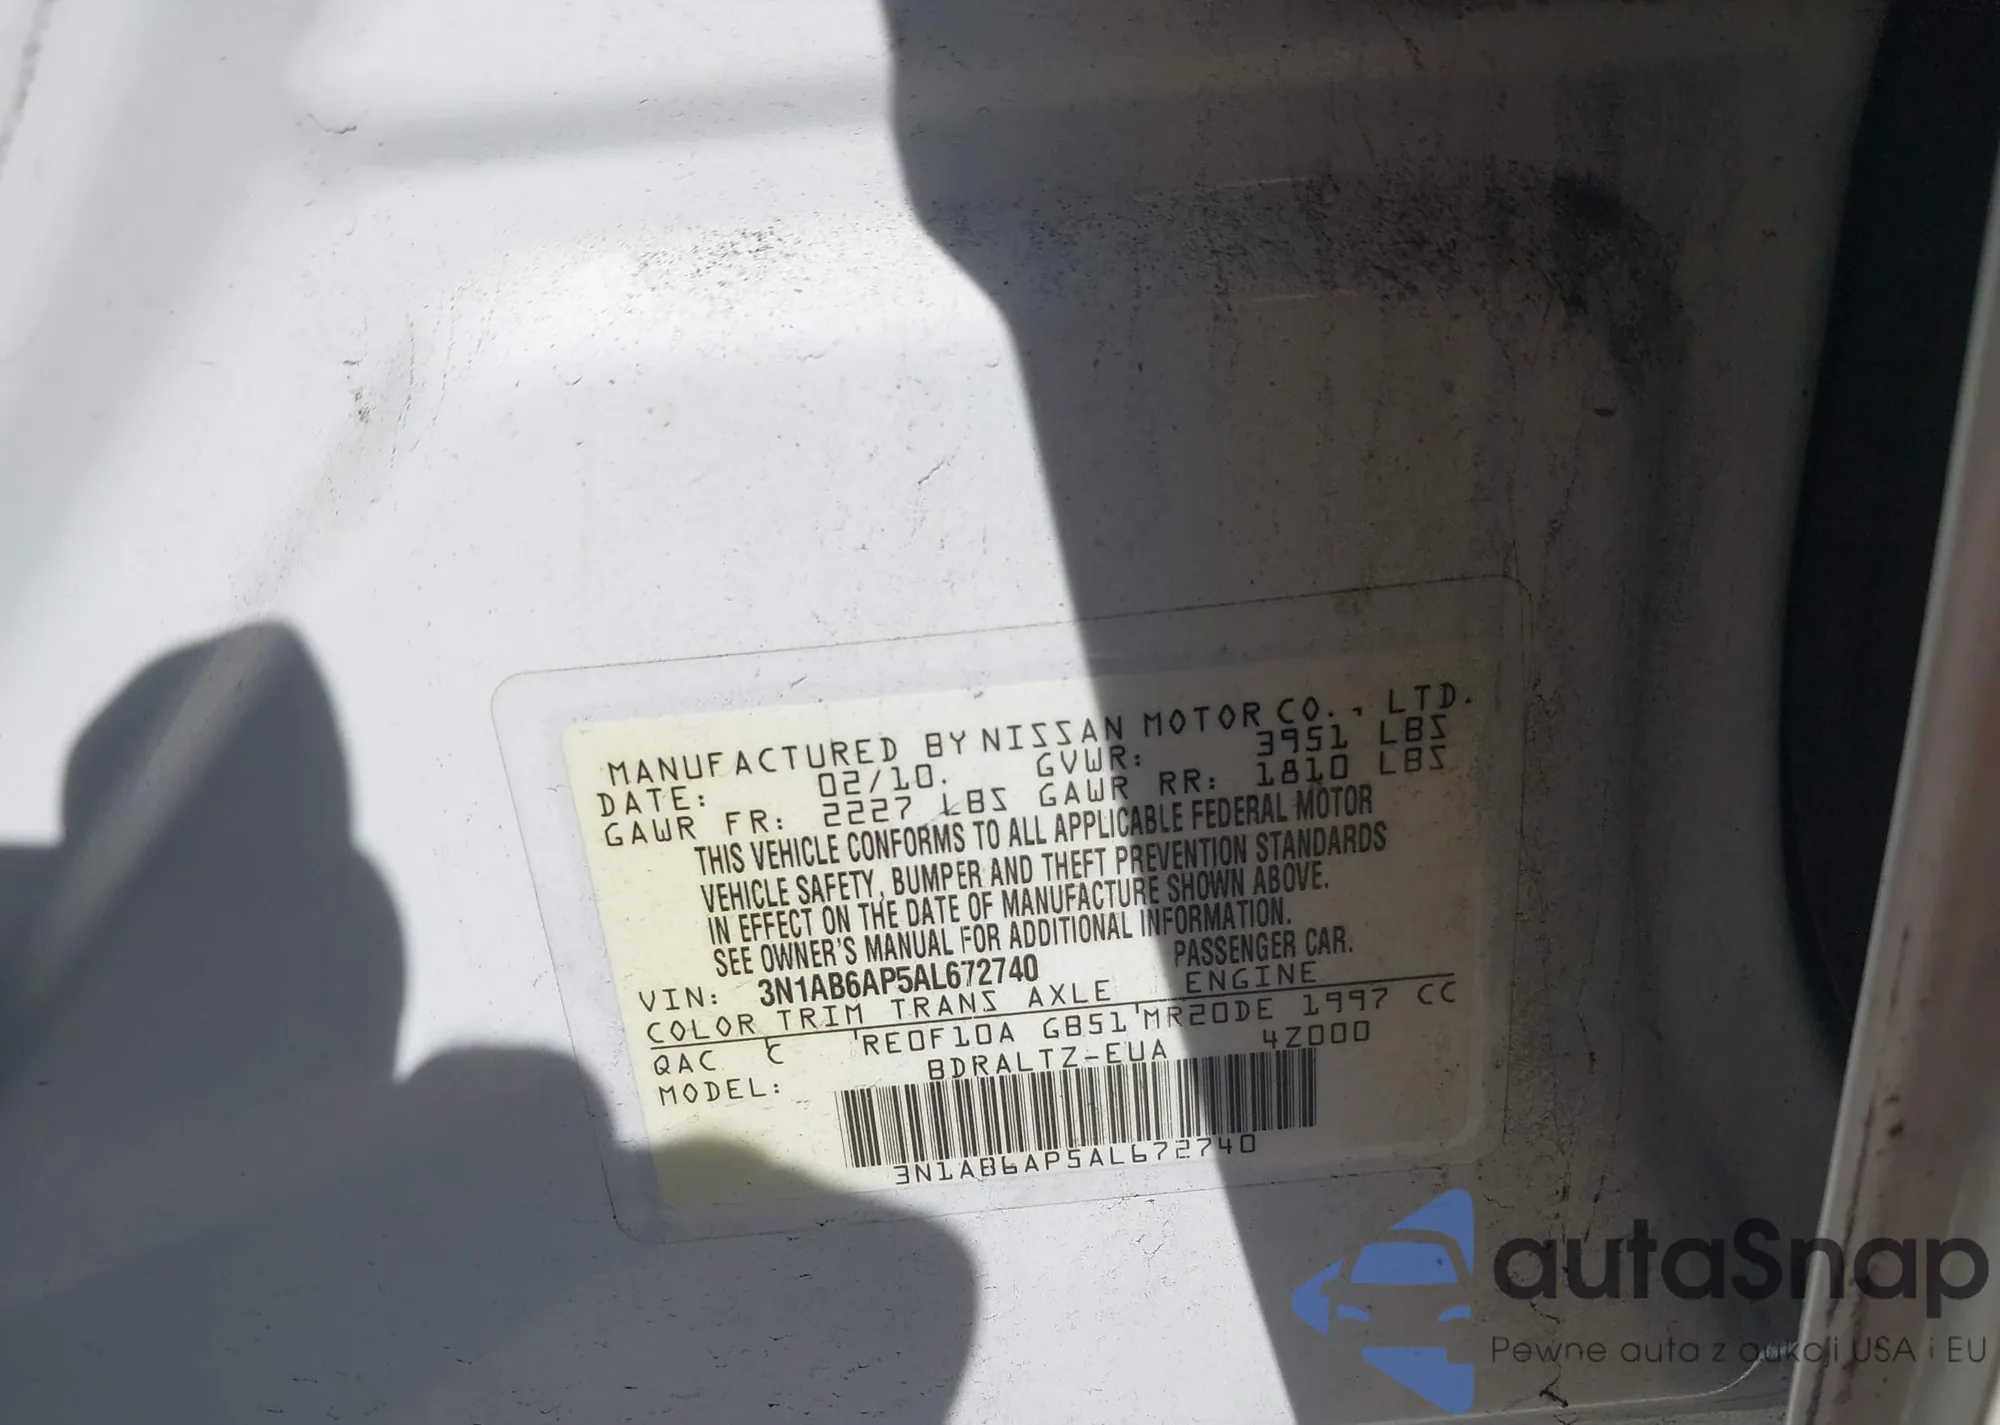 MANUFACTURED BY NISSAN MOTOR CO., LTD.
DATE: 02/10. GVWR: 3951 LBS
GAWR FR: 2227 LBS GAWR RR: 1810 LBS
THIS VEHICLE CONFORMS TO ALL APPLICABLE FEDERAL MOTOR
VEHICLE SAFETY, BUMPER AND THEFT PREVENTION STANDARDS
IN EFFECT ON THE DATE OF MANUFACTURE SHOWN ABOVE.
SEE OWNER'S MANUAL FOR ADDITIONAL INFORMATION.
VIN: 3N1AB6AP5AL672740 PASSENGER CAR.
COLOR TRIM TRANS AXLE ENGINE
QAC C RE0F10A GB51 MR20DE 1997 CC
MODEL: BDRALTZ-EUA 4Z000
3N1AB6AP5AL672740
autaSnap
Pewne auta z aukcji USA i EU